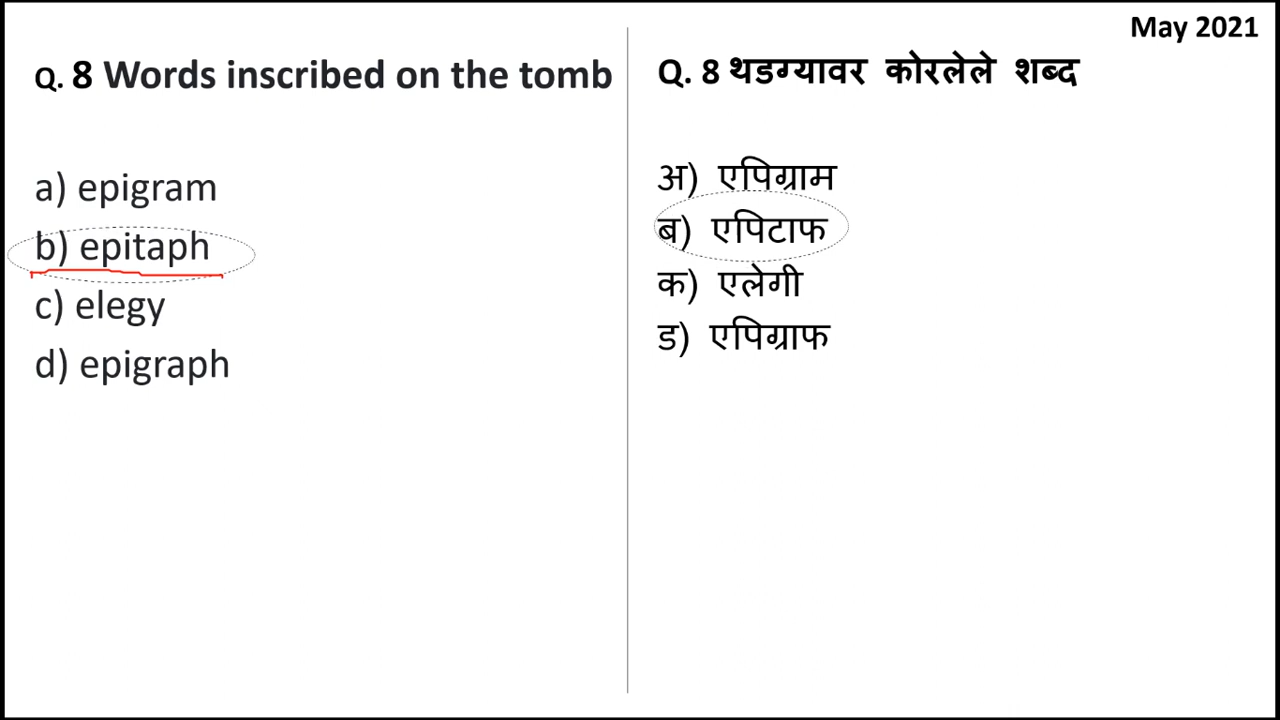 May 2021
Q. 8 Words inscribed on the tomb
a) epigram
b) epitaph
c) elegy
d) epigraph
Q. 8 थडग्यावर कोरलेले शब्द
अ) एपिग्राम
ब) एपिटाफ
क) एलेगी
ड) एपिग्राफ